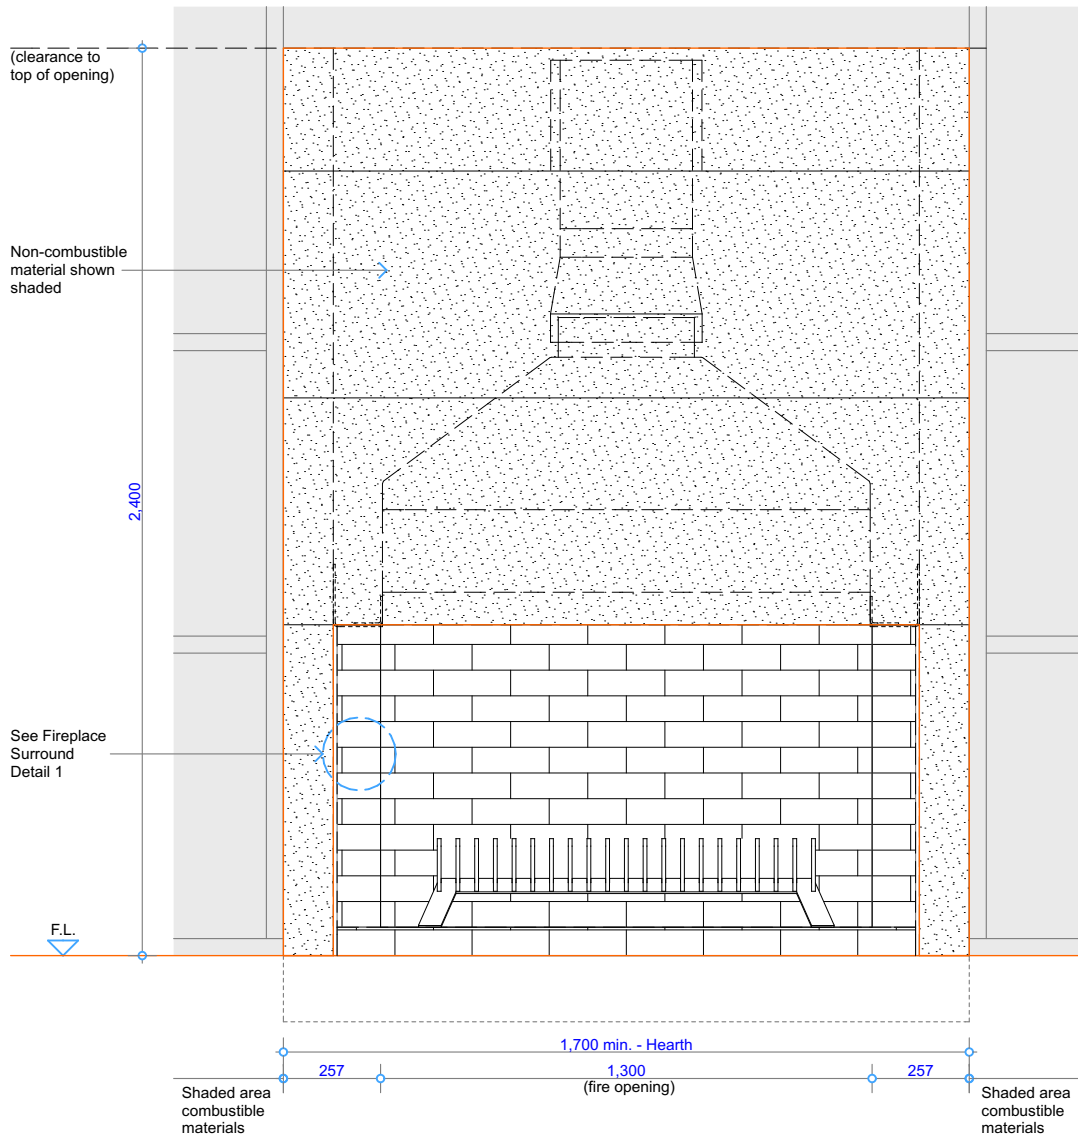 (clearance to
top of opening)
Non-combustible
material shown
shaded
2,400
See Fireplace
Surround
Detail 1
F.L.
1,700 min. - Hearth
257
1,300
257
(fire opening)
Shaded area
combustible
materials
Shaded area
combustible
materials